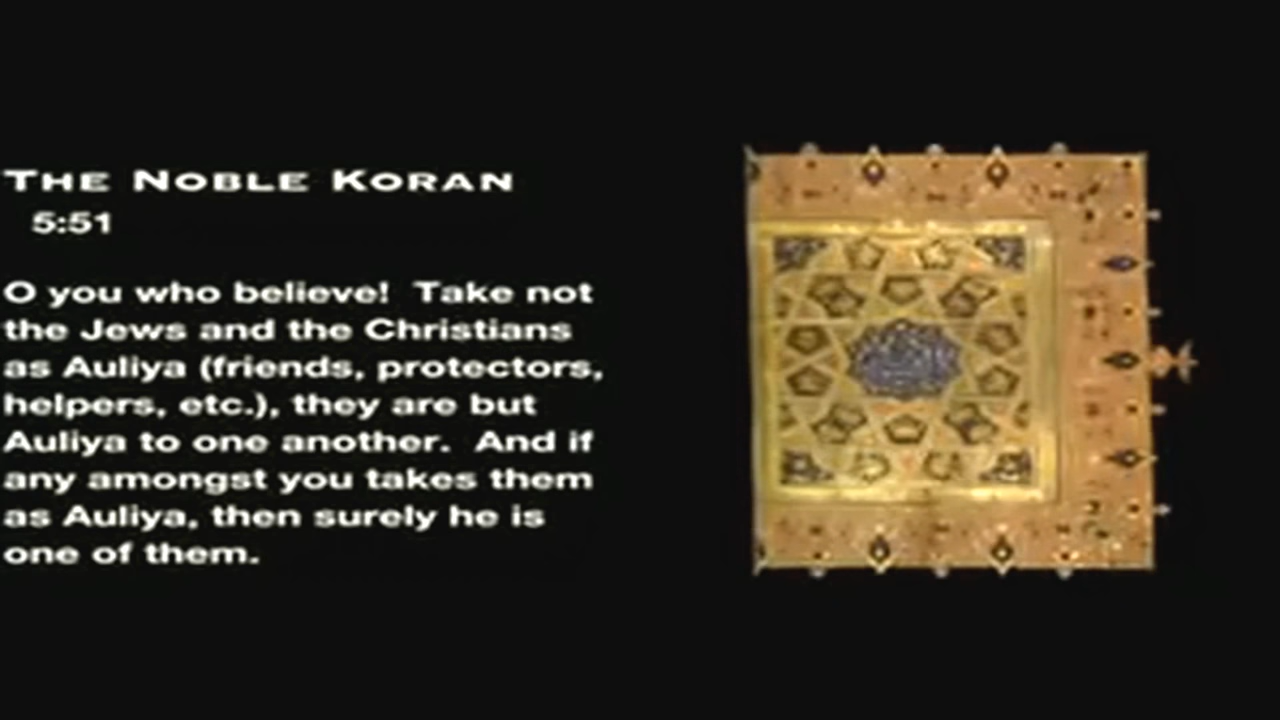 THE NOBLE KORAN
5:51
O you who believe! Take not
the Jews and the Christians
as Auliya (friends, protectors,
helpers, etc.), they are but
Auliya to one another. And if
any amongst you takes them
as Auliya, then surely he is
one of them.